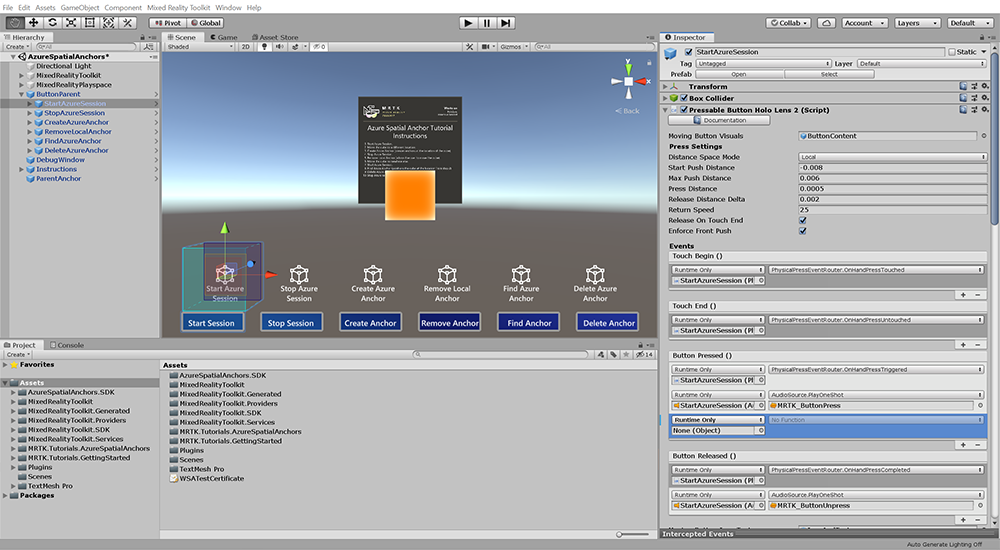 File Edit Assets GameObject Component Mixed Reality Toolkit Window Help
Pivot Global
Collab Account Layers Default
Hierarchy
Create All
AzureSpatialAnchors*
Directional Light
MixedRealityToolkit
MixedRealityPlayspace
ButtonParent
StartAzureSession
StopAzureSession
CreateAzureAnchor
RemoveLocalAnchor
FindAzureAnchor
DeleteAzureAnchor
DebugWindow
Instructions
ParentAnchor
Scene Game Asset Store
Shaded 2D 0 Gizmos All
y
Back
MRTK
Azure Spatial Anchor Tutorial
Instructions
Start Azure
Session
Stop Azure
Session
Create Azure
Anchor
Remove Local
Anchor
Find Azure
Anchor
Delete Azure
Anchor
Start Session
Stop Session
Create Anchor
Remove Anchor
Find Anchor
Delete Anchor
Project Console
Create 14
Favorites
Assets
AzureSpatialAnchors.SDK
MixedRealityToolkit
MixedRealityToolkit.Generated
MixedRealityToolkit.Providers
MixedRealityToolkit.SDK
MixedRealityToolkit.Services
MRTK.Tutorials.AzureSpatialAnchors
MRTK.Tutorials.GettingStarted
Plugins
Scenes
TextMesh Pro
Packages
Assets
AzureSpatialAnchors.SDK
MixedRealityToolkit
MixedRealityToolkit.Generated
MixedRealityToolkit.Providers
MixedRealityToolkit.SDK
MixedRealityToolkit.Services
MRTK.Tutorials.AzureSpatialAnchors
MRTK.Tutorials.GettingStarted
Plugins
Scenes
TextMesh Pro
WSATestCertificate
Inspector
StartAzureSession Static
Tag Untagged Layer Default
Prefab Open Select
Transform
Box Collider
Pressable Button Holo Lens 2 (Script)
Documentation
Moving Button Visuals ButtonContent
Press Settings
Distance Space Mode Local
Start Push Distance -0.008
Max Push Distance 0.006
Press Distance 0.0005
Release Distance Delta 0.002
Return Speed 25
Release On Touch End
Enforce Front Push
Events
Touch Begin ()
Runtime Only PhysicalPressEventRouter.OnHandPressTouched
StartAzureSession (Pl
Touch End ()
Runtime Only PhysicalPressEventRouter.OnHandPressUntouched
StartAzureSession (Pl
Button Pressed ()
Runtime Only PhysicalPressEventRouter.OnHandPressTriggered
StartAzureSession (Pl
Runtime Only AudioSource.PlayOneShot
StartAzureSession (A MRTK_ButtonPress
Runtime Only No Function
None (Object)
Button Released ()
Runtime Only PhysicalPressEventRouter.OnHandPressCompleted
StartAzureSession (Pl
Runtime Only AudioSource.PlayOneShot
StartAzureSession (A MRTK_ButtonUnpress
Intercepted Events
Auto Generate Lighting Off